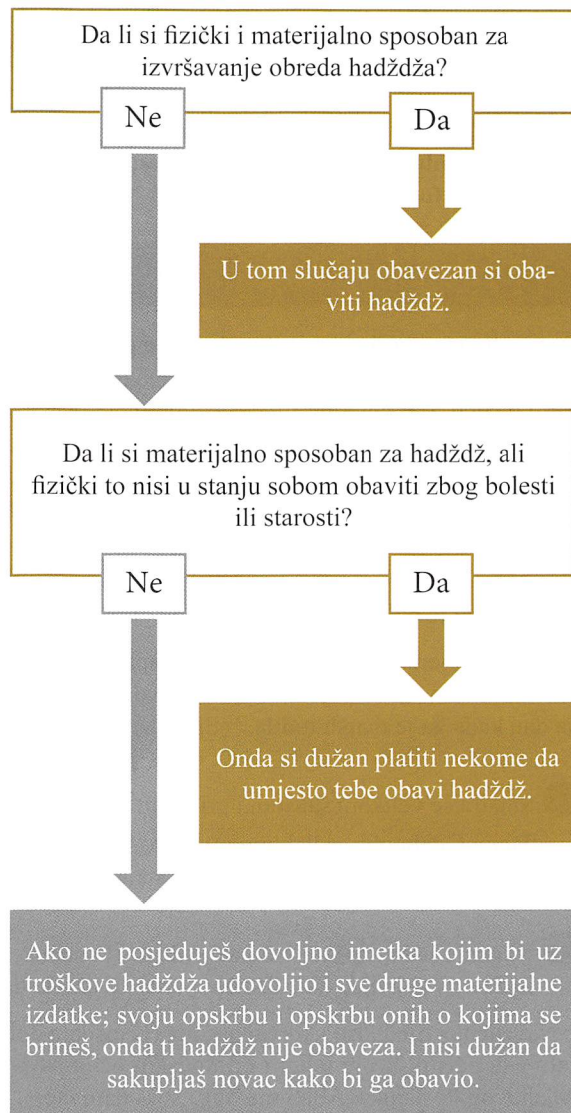 Da li si fizički i materijalno sposoban za
izvršavanje obreda hadždža?
Ne
Da
U tom slučaju obavezan si oba-
viti hadždž.
Da li si materijalno sposoban za hadždž, ali
fizički to nisi u stanju sobom obaviti zbog bolesti
ili starosti?
Ne
Da
Onda si dužan platiti nekome da
umjesto tebe obavi hadždž.
Ako ne posjeduješ dovoljno imetka kojim bi uz
troškove hadždža udovoljio i sve druge materijalne
izdatke; svoju opskrbu i opskrbu onih o kojima se
brineš, onda ti hadždž nije obaveza. I nisi dužan da
sakupljaš novac kako bi ga obavio.